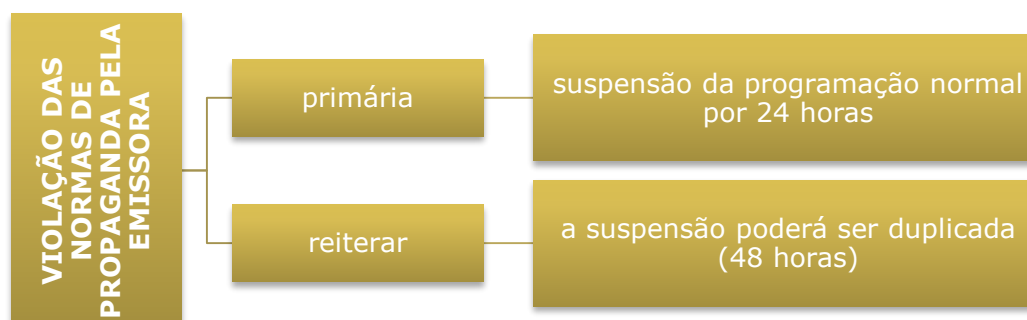 VIOLAÇÃO DAS
NORMAS DE
PROPAGANDA PELA
EMISSORA
primária
suspensão da programação normal
por 24 horas
reiterar
a suspensão poderá ser duplicada
(48 horas)